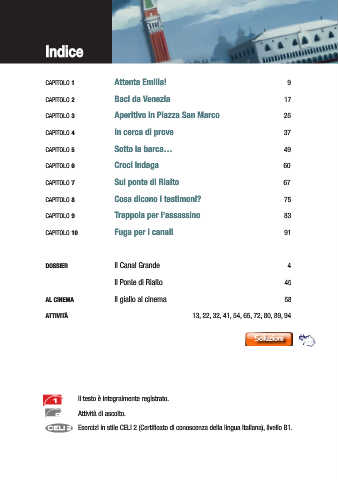 Indice
CAPITOLO 1 Attenta Emilia! 9
CAPITOLO 2 Baci da Venezia 17
CAPITOLO 3 Aperitivo in Piazza San Marco 26
CAPITOLO 4 In cerca di prove 37
CAPITOLO 5 Sotto la barca... 49
CAPITOLO 6 Croci indaga 60
CAPITOLO 7 Sul ponte di Rialto 67
CAPITOLO 8 Cosa dicono i testimoni? 75
CAPITOLO 9 Trappola per l'assassino 83
CAPITOLO 10 Fuga per i canali 91
DOSSIER Il Canal Grande 4
Il Ponte di Rialto 46
AL CINEMA Il giallo al cinema 58
ATTIVITÀ 13, 22, 32, 41, 54, 65, 72, 80, 89, 94
Soluzioni
1 Il testo è integralmente registrato.
Attività di ascolto.
CELI 2 Esercizi in stile CELI 2 (Certificato di conoscenza della lingua italiana), livello B1.